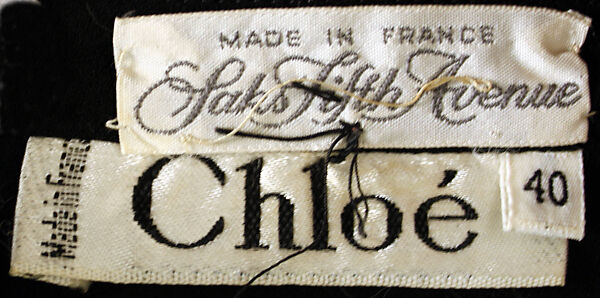 MADE IN FRANCE
Saks Fifth Avenue
Made in France
Chloé
40